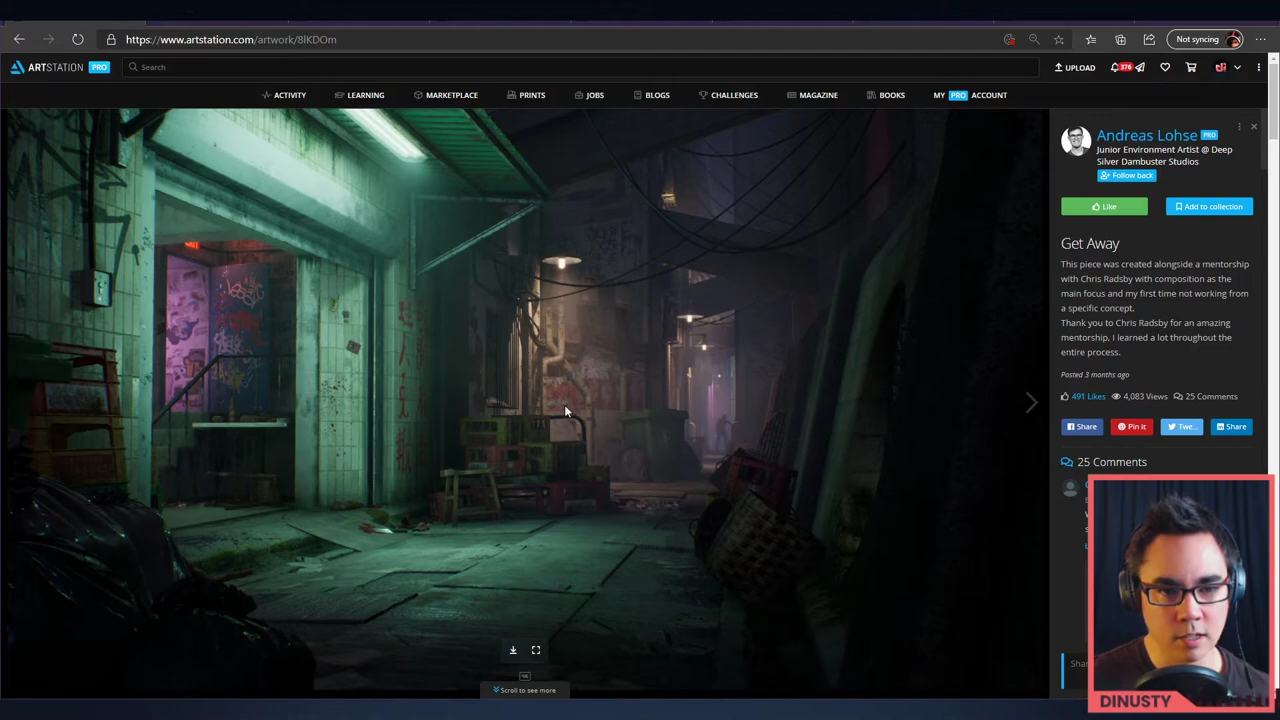 https://www.artstation.com/artwork/8lKDOm
Not syncing
ARTSTATION PRO
Search
UPLOAD
376
ACTIVITY
LEARNING
MARKETPLACE
PRINTS
JOBS
BLOGS
CHALLENGES
MAGAZINE
BOOKS
MY PRO ACCOUNT
Andreas Lohse PRO
Junior Environment Artist @ Deep
Silver Dambuster Studios
Follow back
Like
Add to collection
Get Away
This piece was created alongside a mentorship
with Chris Radsby with composition as the
main focus and my first time not working from
a specific concept.
Thank you to Chris Radsby for an amazing
mentorship, I learned a lot throughout the
entire process.
Posted 3 months ago
491 Likes
4,083 Views
25 Comments
Share
Pin it
Twe...
Share
25 Comments
4K
Scroll to see more
DINUSTY